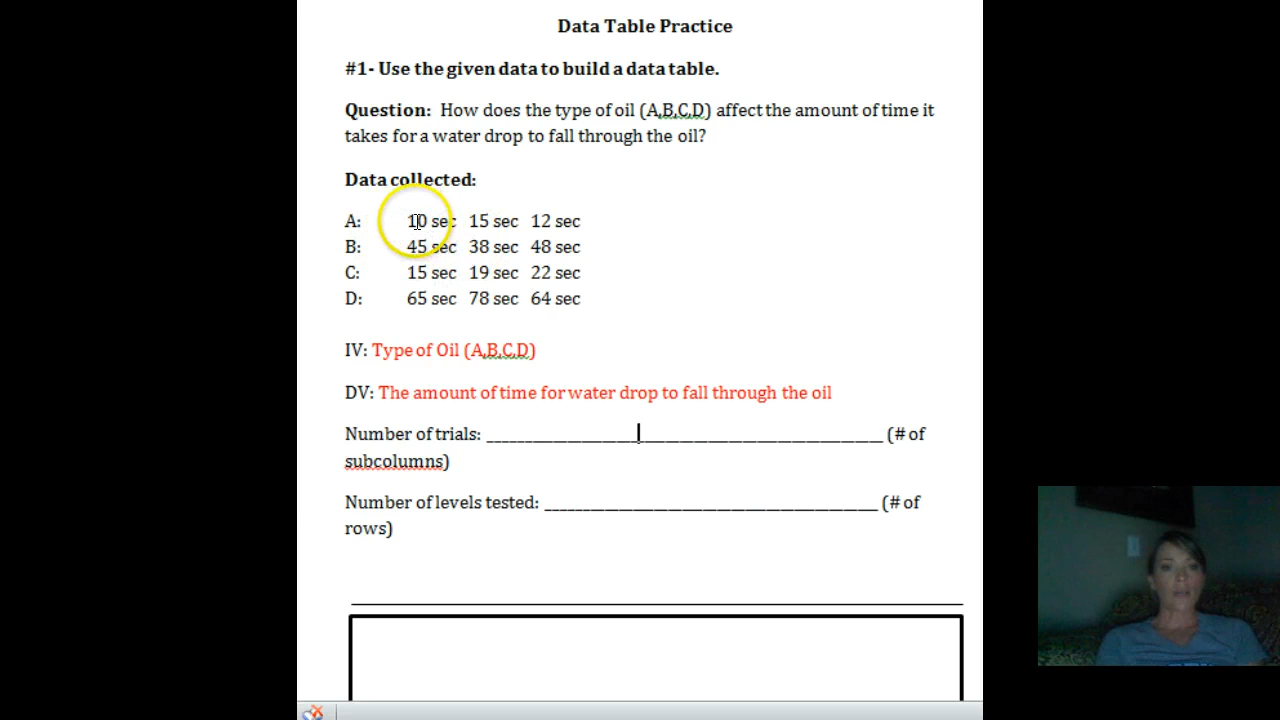 Data Table Practice
#1- Use the given data to build a data table.
Question: How does the type of oil (A,B,C,D) affect the amount of time it
takes for a water drop to fall through the oil?
Data collected:
A: 10 sec 15 sec 12 sec
B: 45 sec 38 sec 48 sec
C: 15 sec 19 sec 22 sec
D: 65 sec 78 sec 64 sec
IV: Type of Oil (A,B,C,D)
DV: The amount of time for water drop to fall through the oil
Number of trials: ______________________________ (# of
subcolumns)
Number of levels tested: ______________________________ (# of
rows)